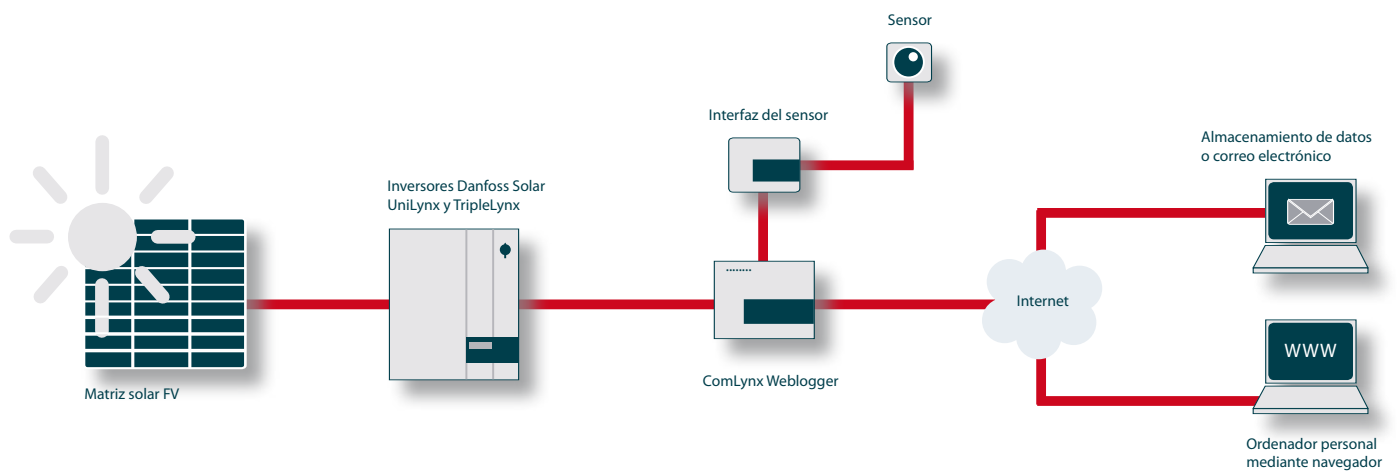 Sensor
Interfaz del sensor
Almacenamiento de datos
o correo electrónico
Inversores Danfoss Solar
UniLynx y TripleLynx
Internet
WWW
ComLynx Weblogger
Matriz solar FV
Ordenador personal
mediante navegador